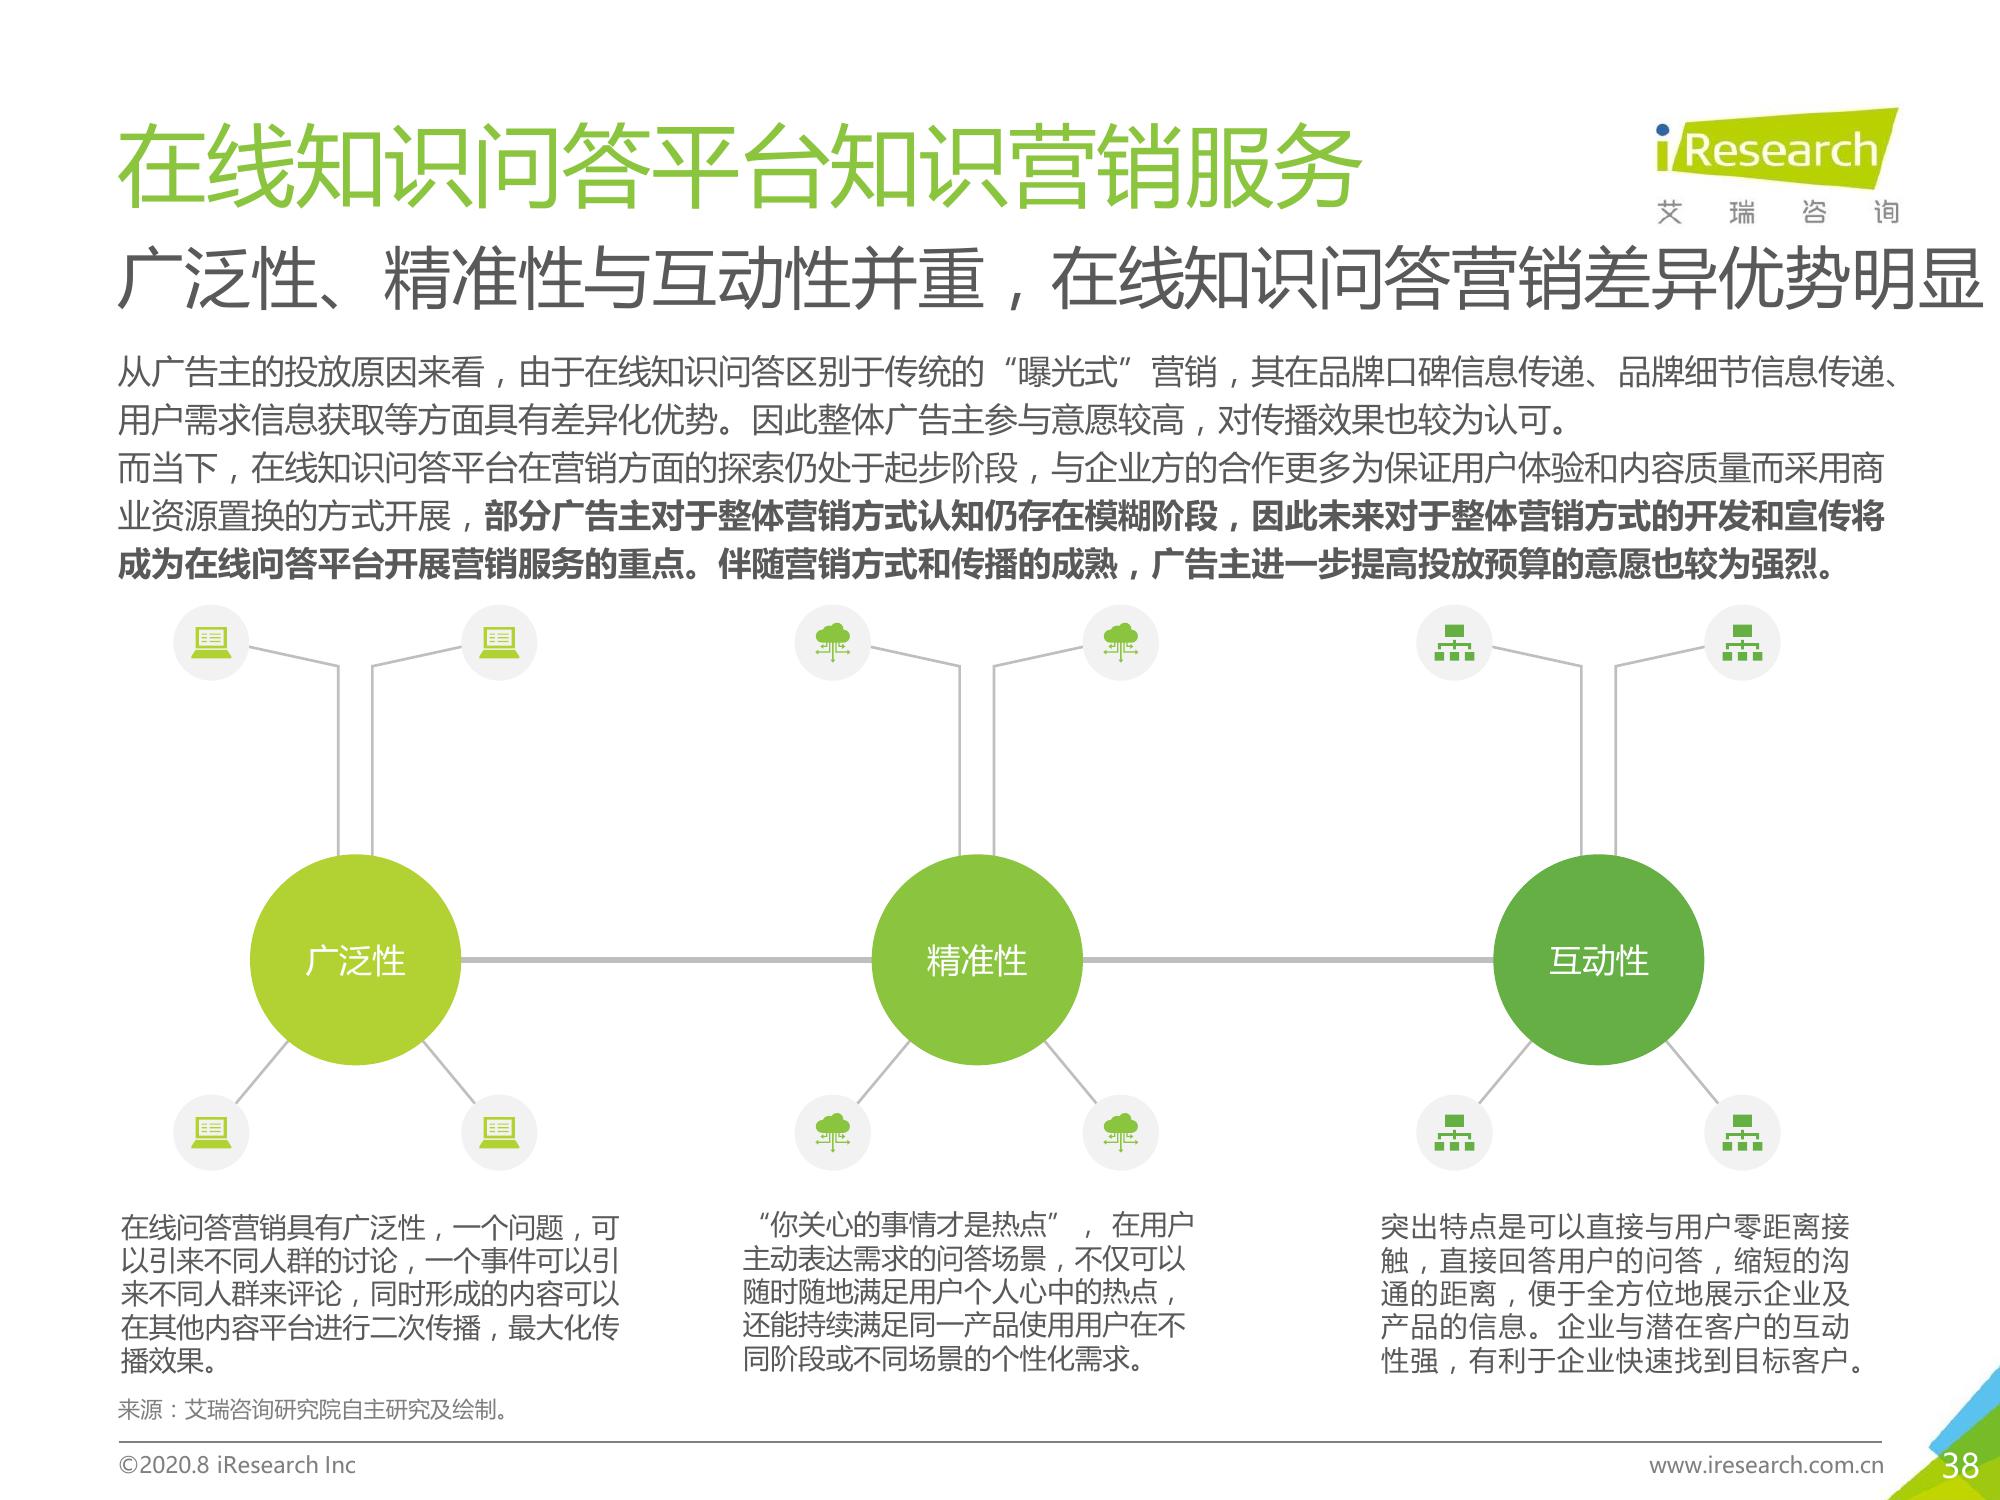 在线知识问答平台知识营销服务
iResearch
艾瑞咨询
广泛性、精准性与互动性并重，在线知识问答营销差异优势明显
从广告主的投放原因来看，由于在线知识问答区别于传统的“曝光式”营销，其在品牌口碑信息传递、品牌细节信息传递、
用户需求信息获取等方面具有差异化优势。因此整体广告主参与意愿较高，对传播效果也较为认可。
而当下，在线知识问答平台在营销方面的探索仍处于起步阶段，与企业方的合作更多为保证用户体验和内容质量而采用商
业资源置换的方式开展，部分广告主对于整体营销方式认知仍存在模糊阶段，因此未来对于整体营销方式的开发和宣传将
成为在线问答平台开展营销服务的重点。伴随营销方式和传播的成熟，广告主进一步提高投放预算的意愿也较为强烈。
广泛性
精准性
互动性
在线问答营销具有广泛性，一个问题，可
以引来不同人群的讨论，一个事件可以引
来不同人群来评论，同时形成的内容可以
在其他内容平台进行二次传播，最大化传
播效果。
“你关心的事情才是热点”， 在用户
主动表达需求的问答场景，不仅可以
随时随地满足用户个人心中的热点，
还能持续满足同一产品使用用户在不
同阶段或不同场景的个性化需求。
突出特点是可以直接与用户零距离接
触，直接回答用户的问答，缩短的沟
通的距离，便于全方位地展示企业及
产品的信息。企业与潜在客户的互动
性强，有利于企业快速找到目标客户。
来源：艾瑞咨询研究院自主研究及绘制。
©2020.8 iResearch Inc
www.iresearch.com.cn
38